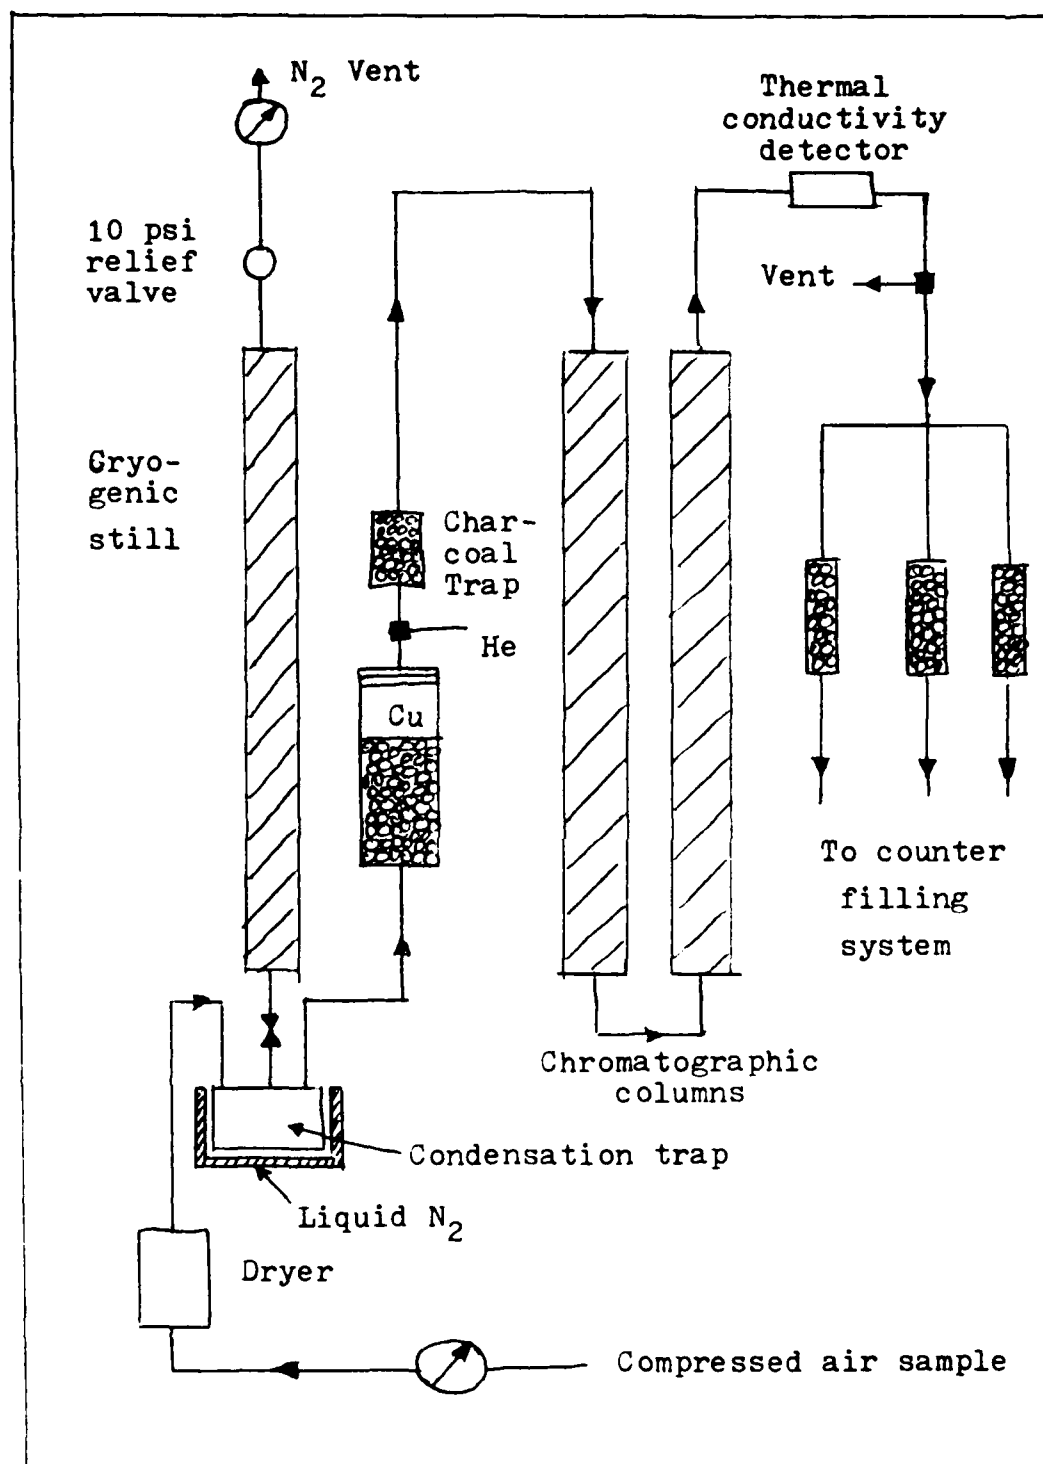 N2 Vent
Thermal
conductivity
detector
10 psi
relief
valve
Vent
Cryo-
genic
still
Char-
coal
Trap
He
Cu
To counter
filling
system
Chromatographic
columns
Condensation trap
Liquid N2
Dryer
Compressed air sample